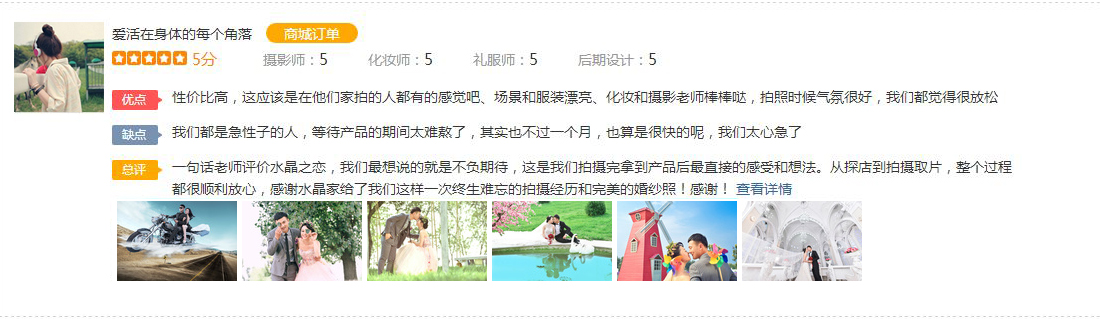 爱活在身体的每个角落 商城订单
5分 摄影师：5 化妆师：5 礼服师：5 后期设计：5
优点 性价比高，这应该是在他们家拍的人都有的感觉吧、场景和服装漂亮、化妆和摄影老师棒棒哒，拍照时候气氛很好，我们都觉得很放松
缺点 我们都是急性子的人，等待产品的期间太难熬了，其实也不过一个月，也算是很快的呢，我们太心急了
总评 一句话老师评价水晶之恋，我们最想说的就是不负期待，这是我们拍摄完拿到产品后最直接的感受和想法。从探店到拍摄取片，整个过程
都很顺利放心，感谢水晶家给了我们这样一次终生难忘的拍摄经历和完美的婚纱照！感谢！ 查看详情